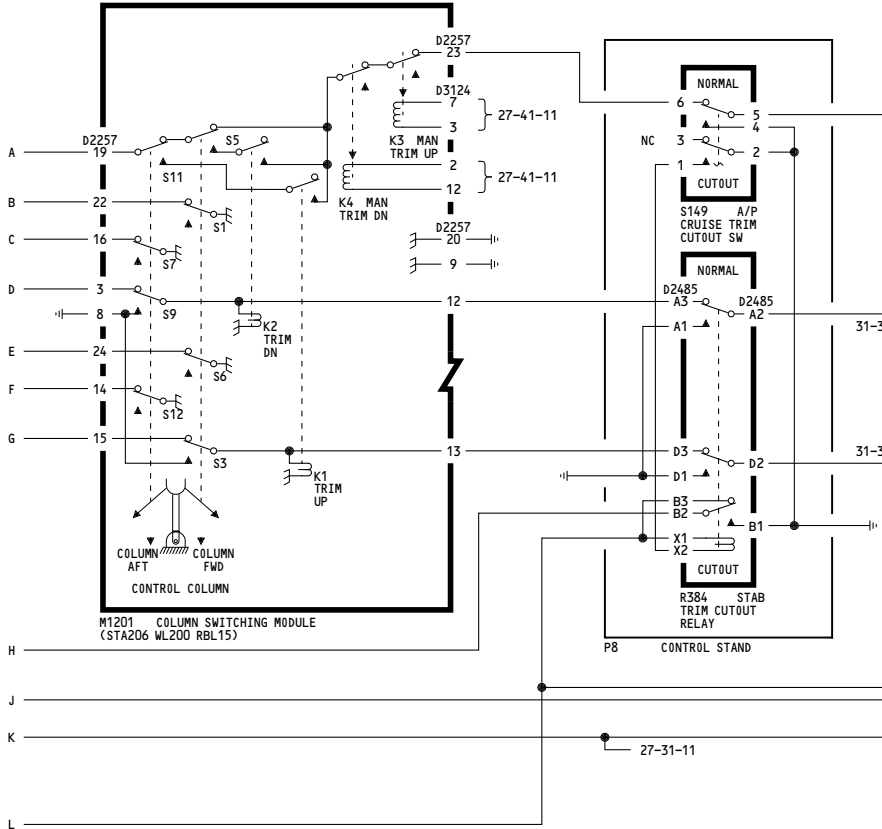 D2257
23
NORMAL
D3124
7
6
5
4
27-41-11
D2257
S5
3
NC
3
K3 MAN
TRIM UP
A
19
2
2
1
27-41-11
S11
12
CUTOUT
K4 MAN
TRIM DN
B
22
S1
S149 A/P
CRUISE TRIM
CUTOUT SW
D2257
C
16
20
S7
9
NORMAL
D
3
D2485
12
A3
D2485
8
S9
A2
K2
TRIM
DN
A1
31-3
E
24
S6
F
14
S12
G
15
13
D3
31-3
S3
D2
K1
TRIM
UP
D1
B3
B2
B1
X1
COLUMN
AFT
COLUMN
FWD
X2
CUTOUT
CONTROL COLUMN
R384 STAB
TRIM CUTOUT
RELAY
M1201 COLUMN SWITCHING MODULE
(STA206 WL200 RBL15)
H
P8 CONTROL STAND
J
K
27-31-11
L